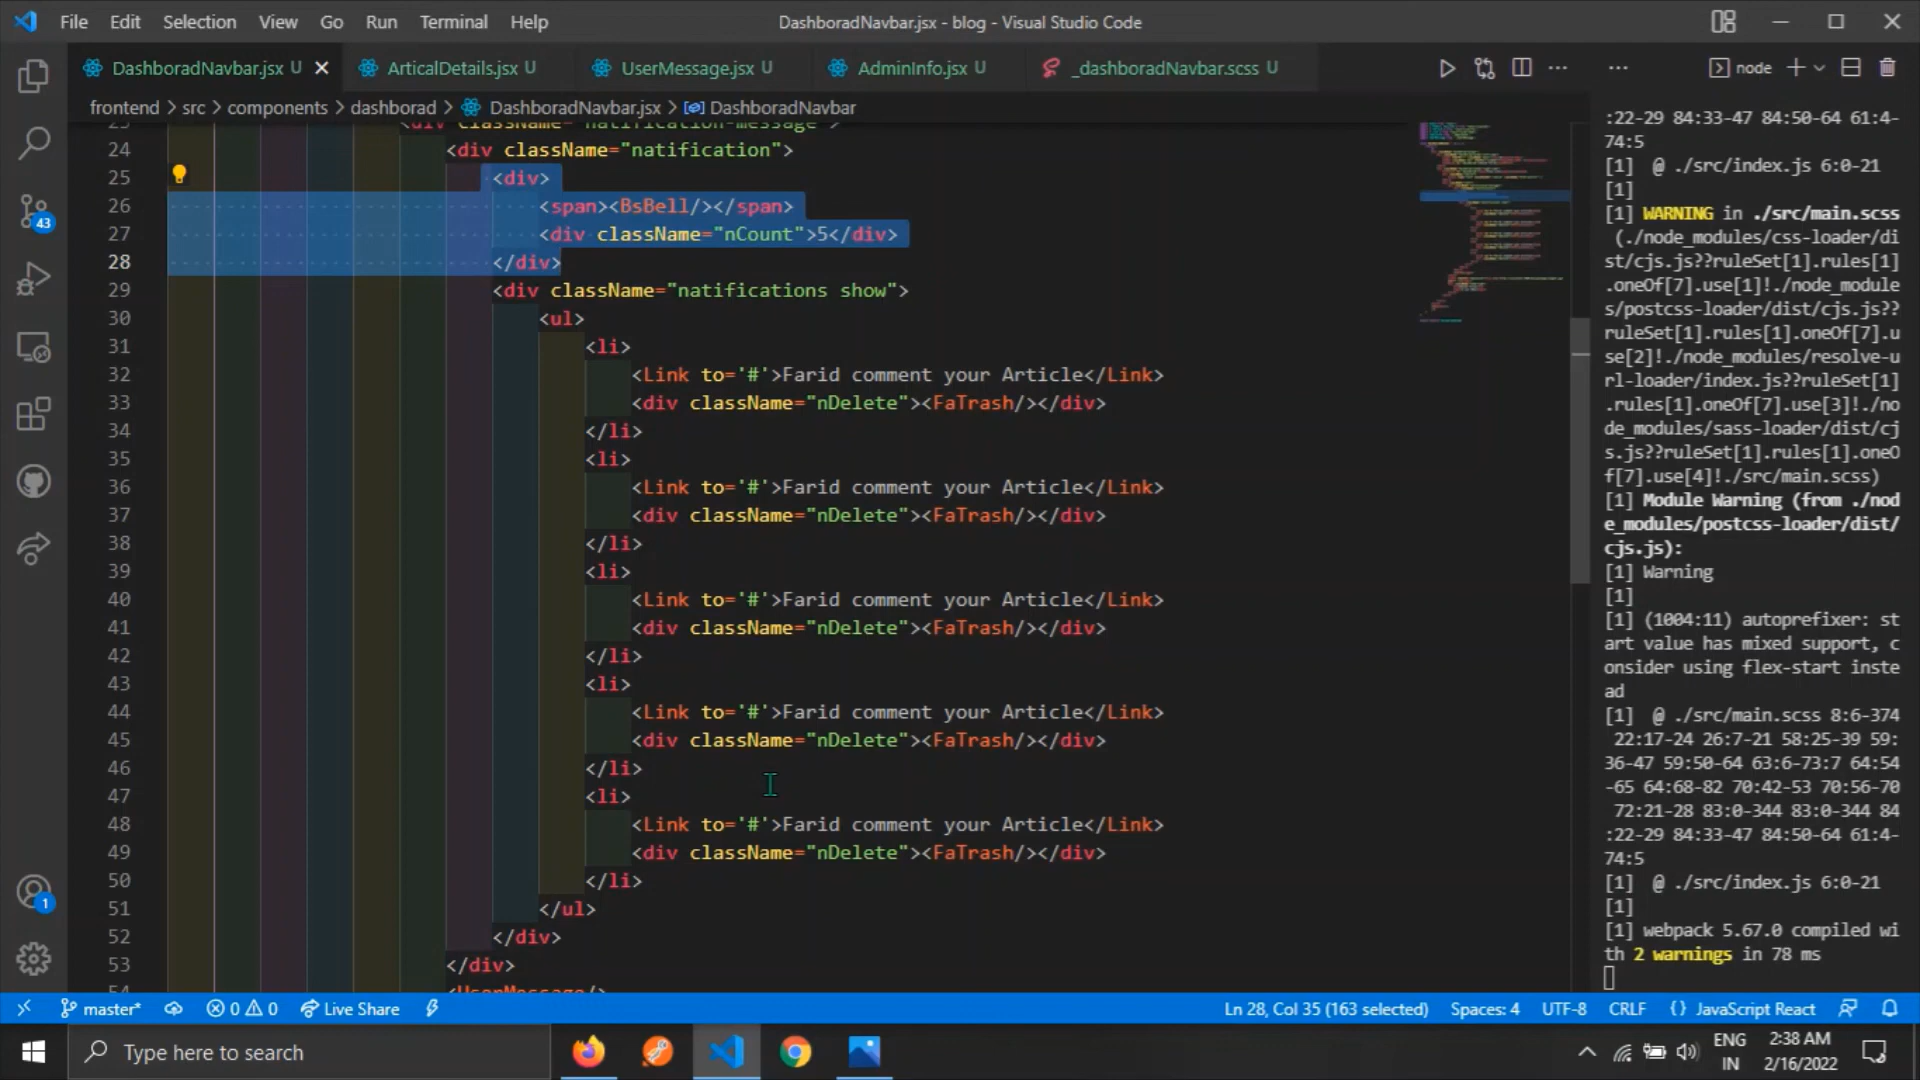 File Edit Selection View Go Run Terminal Help
DashboradNavbar.jsx - blog - Visual Studio Code
DashboradNavbar.jsx U
ArticalDetails.jsx U
UserMessage.jsx U
AdminInfo.jsx U
_dashboradNavbar.scss U
node
frontend > src > components > dashborad > DashboradNavbar.jsx > DashboradNavbar
<div className="natification-message">
24 <div className="natification">
25 <div>
26 <span><BsBell/></span>
27 <div className="nCount">5</div>
28 </div>
29 <div className="natifications show">
30 <ul>
31 <li>
32 <Link to='#'>Farid comment your Article</Link>
33 <div className="nDelete"><FaTrash/></div>
34 </li>
35 <li>
36 <Link to='#'>Farid comment your Article</Link>
37 <div className="nDelete"><FaTrash/></div>
38 </li>
39 <li>
40 <Link to='#'>Farid comment your Article</Link>
41 <div className="nDelete"><FaTrash/></div>
42 </li>
43 <li>
44 <Link to='#'>Farid comment your Article</Link>
45 <div className="nDelete"><FaTrash/></div>
46 </li>
47 <li>
48 <Link to='#'>Farid comment your Article</Link>
49 <div className="nDelete"><FaTrash/></div>
50 </li>
51 </ul>
52 </div>
53 </div>
54 <UserMessage/>
:22-29 84:33-47 84:50-64 61:4-
74:5
[1] @ ./src/index.js 6:0-21
[1]
[1] WARNING in ./src/main.scss
(./node_modules/css-loader/di
st/cjs.js??ruleSet[1].rules[1]
.oneOf[7].use[1]!./node_module
s/postcss-loader/dist/cjs.js??
ruleSet[1].rules[1].oneOf[7].u
se[2]!./node_modules/resolve-u
rl-loader/index.js??ruleSet[1]
.rules[1].oneOf[7].use[3]!./no
de_modules/sass-loader/dist/cj
s.js??ruleSet[1].rules[1].oneO
f[7].use[4]!./src/main.scss)
[1] Module Warning (from ./nod
e_modules/postcss-loader/dist/
cjs.js):
[1] Warning
[1]
[1] (1004:11) autoprefixer: st
art value has mixed support, c
onsider using flex-start inste
ad
[1] @ ./src/main.scss 8:6-374
22:17-24 26:7-21 58:25-39 59:
36-47 59:50-64 63:6-73:7 64:54
-65 64:68-82 70:42-53 70:56-70
72:21-28 83:0-344 83:0-344 84
:22-29 84:33-47 84:50-64 61:4-
74:5
[1] @ ./src/index.js 6:0-21
[1]
[1] webpack 5.67.0 compiled wi
th 2 warnings in 78 ms
43
1
master* 0 0 Live Share
Ln 28, Col 35 (163 selected) Spaces: 4 UTF-8 CRLF {} JavaScript React
Type here to search
ENG
IN
2:38 AM
2/16/2022